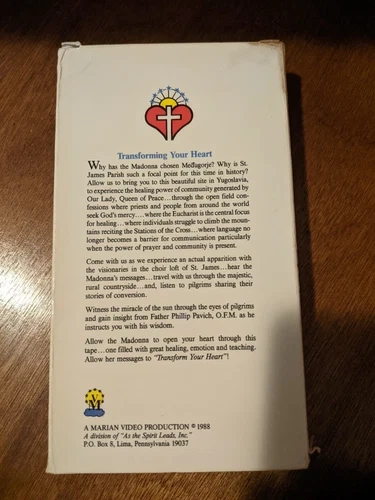 Transforming Your Heart
Why has the Madonna chosen Međugorje? Why is St.
James Parish such a focal point for this time in history?
Allow us to bring you to this beautiful site in Yugoslavia,
to experience the healing power of community generated by
Our Lady, Queen of Peace...through the open field con-
fessions where priests and people from around the world
seek God's mercy....where the Eucharist is the central focus
for healing...where individuals struggle to climb the moun-
tains reciting the Stations of the Cross...where language no
longer becomes a barrier for communication particularly
when the power of prayer and community is present.
Come with us as we experience an actual apparition with
the visionaries in the choir loft of St. James...hear the
Madonna's messages...travel with us through the majestic,
rural countryside...and, listen to pilgrims sharing their
stories of conversion.
Witness the miracle of the sun through the eyes of pilgrims
and gain insight from Father Phillip Pavich, O.F.M. as he
instructs you with his wisdom.
Allow the Madonna to open your heart through this
tape...one filled with great healing, emotion and teaching.
Allow her messages to "Transform Your Heart"!
V
M
A MARIAN VIDEO PRODUCTION © 1988
A division of "As the Spirit Leads, Inc."
P.O. Box 8, Lima, Pennsylvania 19037